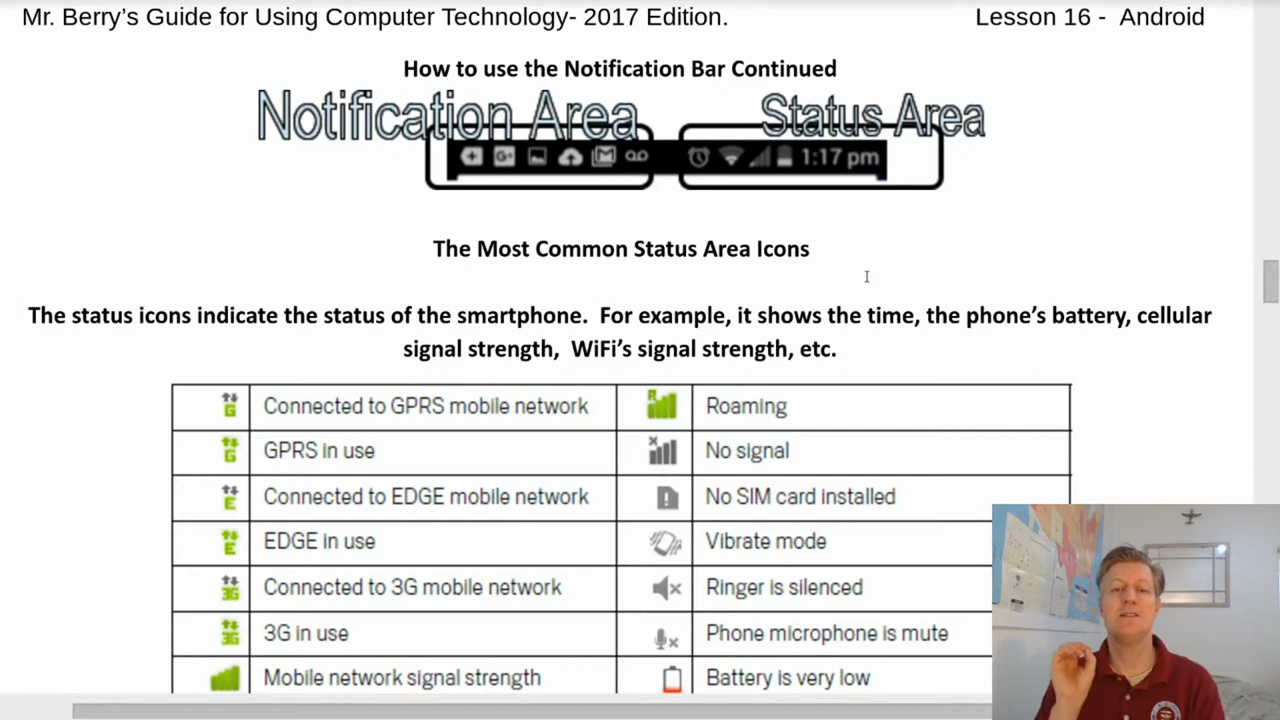 Mr. Berry's Guide for Using Computer Technology- 2017 Edition. Lesson 16 - Android
How to use the Notification Bar Continued
Notification Area Status Area
G+ 1:17 pm
The Most Common Status Area Icons
The status icons indicate the status of the smartphone. For example, it shows the time, the phone's battery, cellular
signal strength, WiFi's signal strength, etc.
G Connected to GPRS mobile network R Roaming
G GPRS in use No signal
E Connected to EDGE mobile network No SIM card installed
E EDGE in use Vibrate mode
3G Connected to 3G mobile network Ringer is silenced
3G 3G in use Phone microphone is mute
Mobile network signal strength Battery is very low